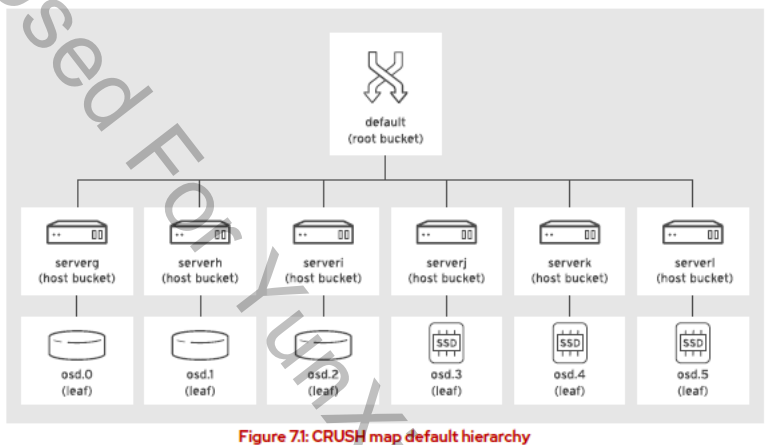 osed For YunX
default
(root bucket)
serverg
(host bucket)
serverh
(host bucket)
serveri
(host bucket)
serverj
(host bucket)
serverk
(host bucket)
serverl
(host bucket)
osd.0
(leaf)
osd.1
(leaf)
osd.2
(leaf)
SSD
osd.3
(leaf)
SSD
osd.4
(leaf)
SSD
osd.5
(leaf)
Figure 7.1: CRUSH map default hierarchy